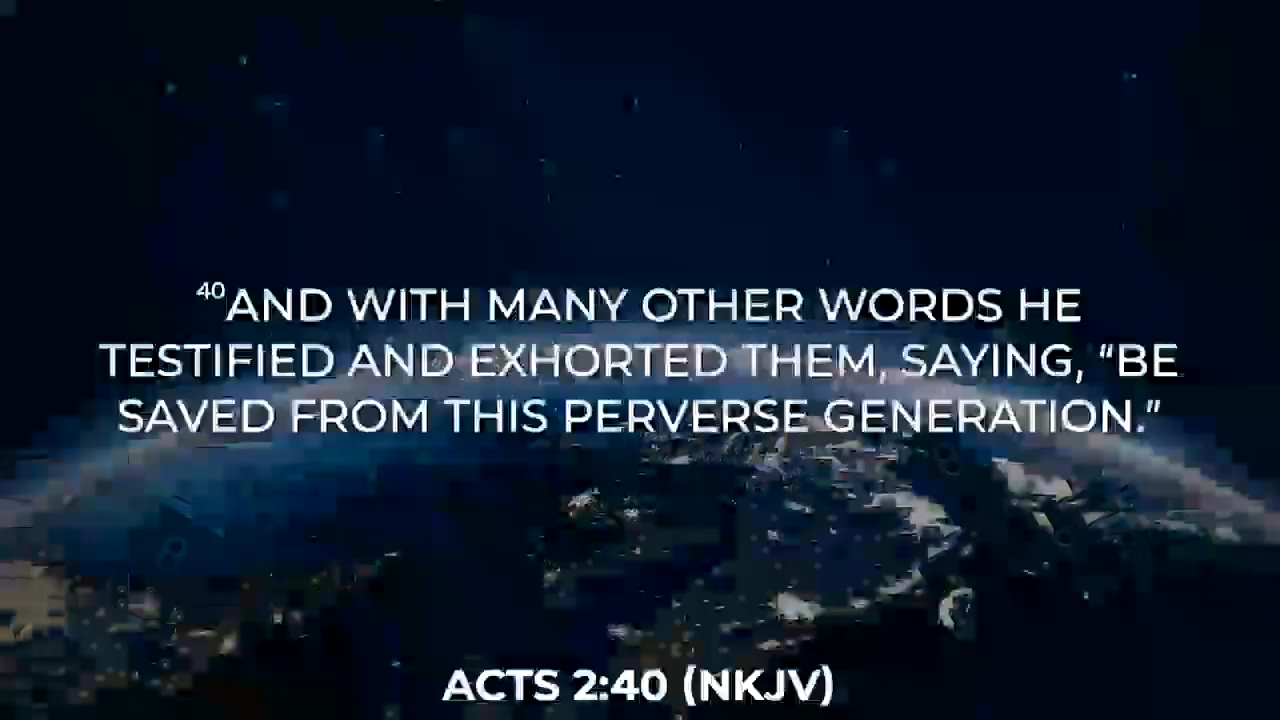 ⁴⁰AND WITH MANY OTHER WORDS HE
TESTIFIED AND EXHORTED THEM, SAYING, “BE
SAVED FROM THIS PERVERSE GENERATION.”
ACTS 2:40 (NKJV)